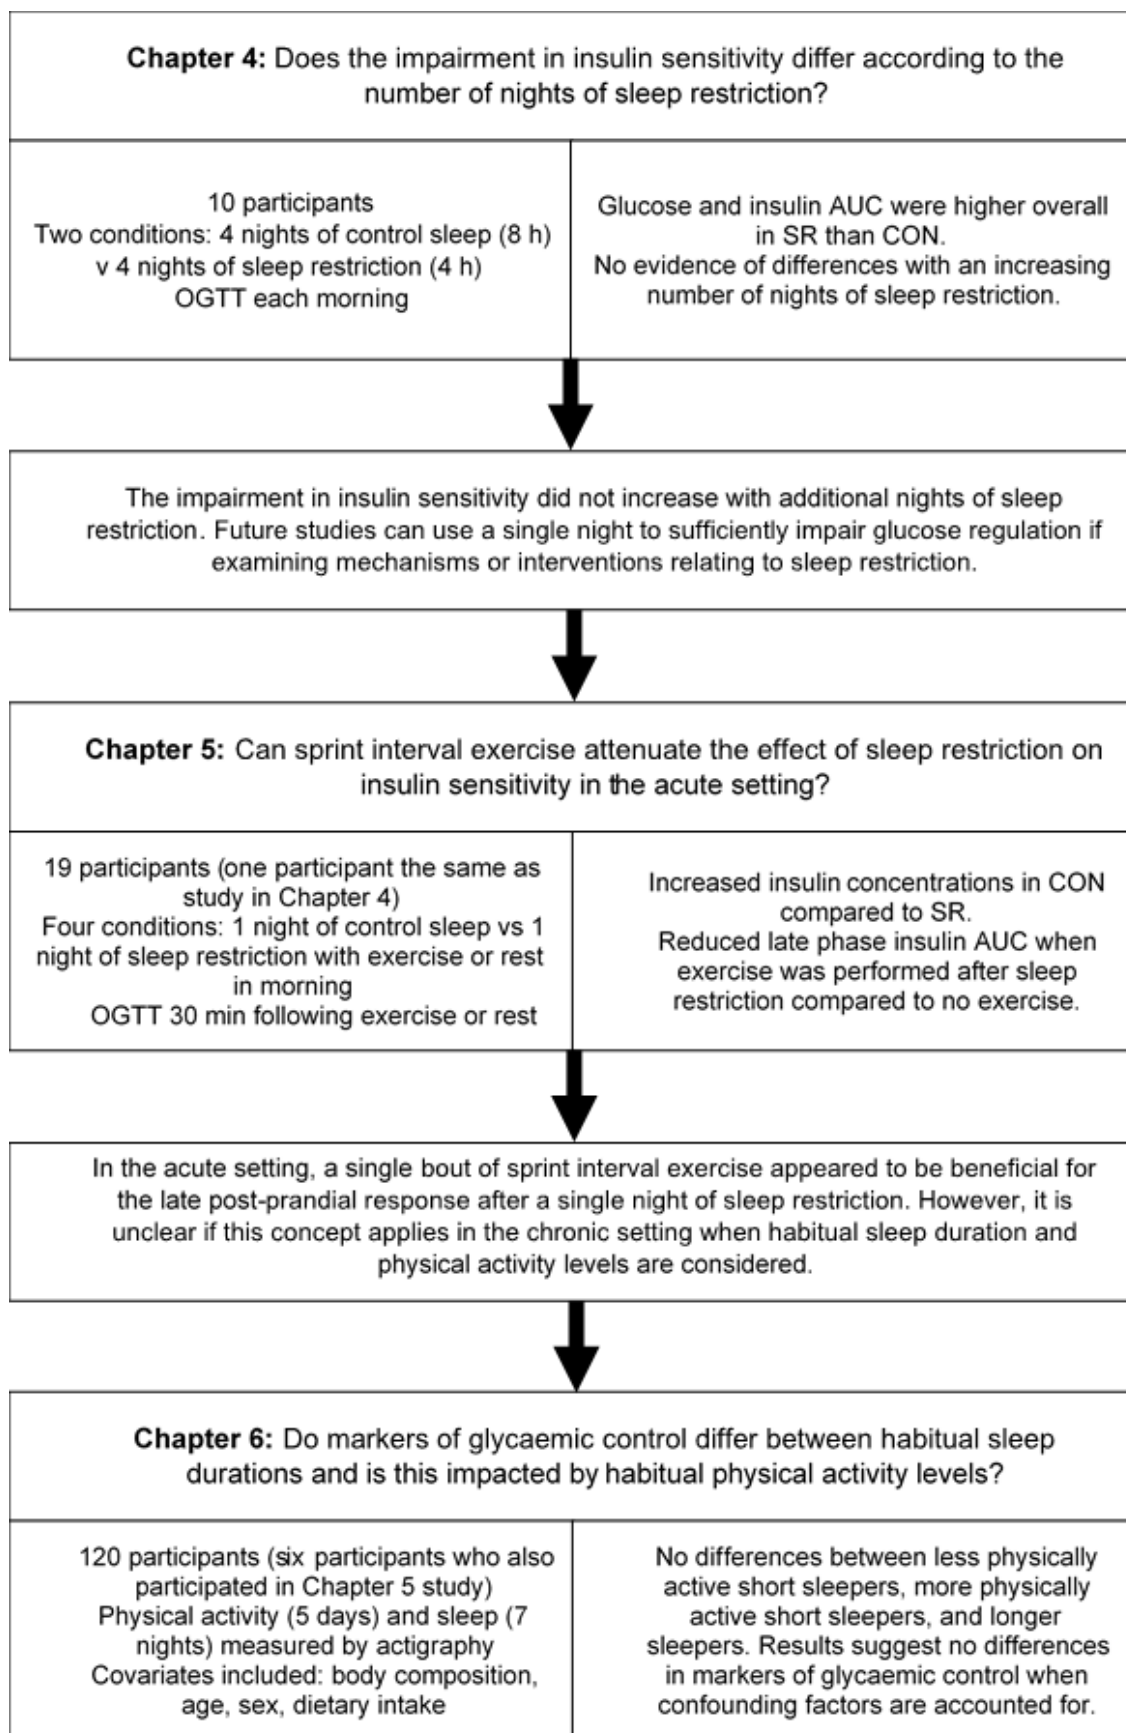 Chapter 4: Does the impairment in insulin sensitivity differ according to the
number of nights of sleep restriction?
10 participants
Two conditions: 4 nights of control sleep (8 h)
v 4 nights of sleep restriction (4 h)
OGTT each morning
Glucose and insulin AUC were higher overall
in SR than CON.
No evidence of differences with an increasing
number of nights of sleep restriction.
The impairment in insulin sensitivity did not increase with additional nights of sleep
restriction. Future studies can use a single night to sufficiently impair glucose regulation if
examining mechanisms or interventions relating to sleep restriction.
Chapter 5: Can sprint interval exercise attenuate the effect of sleep restriction on
insulin sensitivity in the acute setting?
19 participants (one participant the same as
study in Chapter 4)
Four conditions: 1 night of control sleep vs 1
night of sleep restriction with exercise or rest
in morning
OGTT 30 min following exercise or rest
Increased insulin concentrations in CON
compared to SR.
Reduced late phase insulin AUC when
exercise was performed after sleep
restriction compared to no exercise.
In the acute setting, a single bout of sprint interval exercise appeared to be beneficial for
the late post-prandial response after a single night of sleep restriction. However, it is
unclear if this concept applies in the chronic setting when habitual sleep duration and
physical activity levels are considered.
Chapter 6: Do markers of glycaemic control differ between habitual sleep
durations and is this impacted by habitual physical activity levels?
120 participants (six participants who also
participated in Chapter 5 study)
Physical activity (5 days) and sleep (7
nights) measured by actigraphy
Covariates included: body composition,
age, sex, dietary intake
No differences between less physically
active short sleepers, more physically
active short sleepers, and longer
sleepers. Results suggest no differences
in markers of glycaemic control when
confounding factors are accounted for.